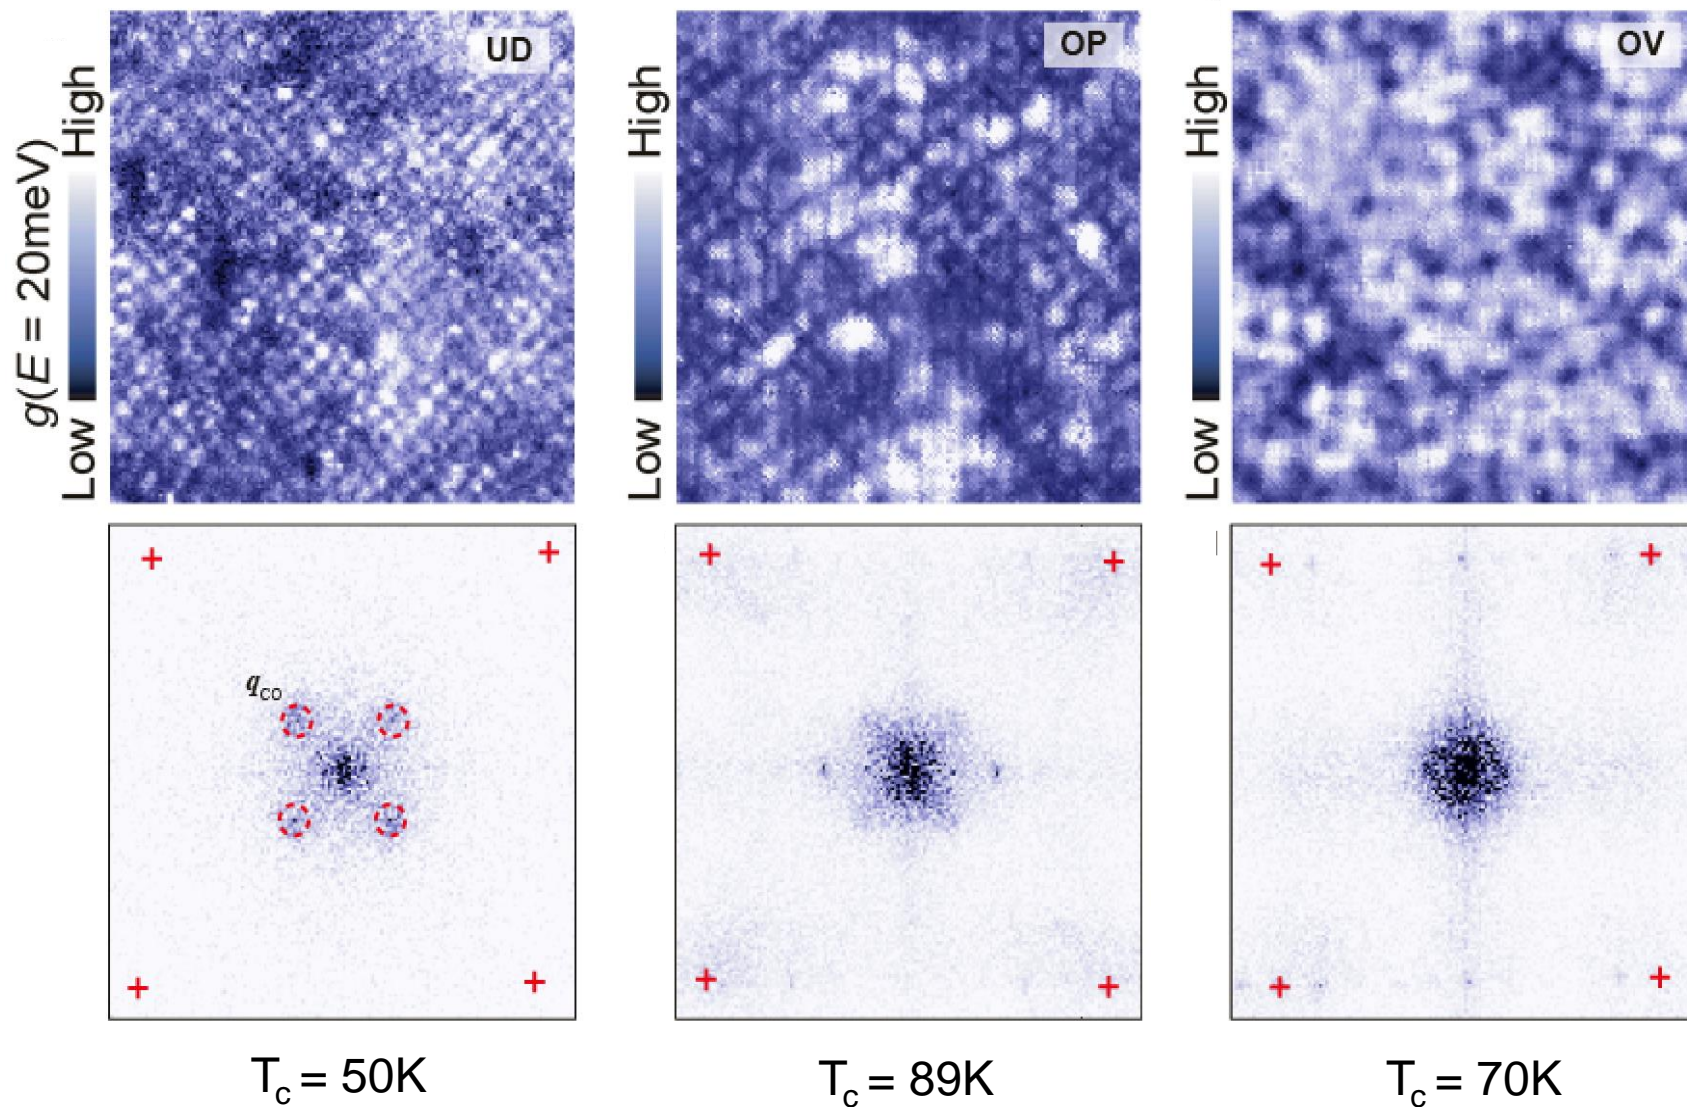 UD
OP
OV
High
High
High
g(E = 20meV)
Low
Low
Low
+ + + + + +
q_co
+ + + + + +
T_c = 50K
T_c = 89K
T_c = 70K